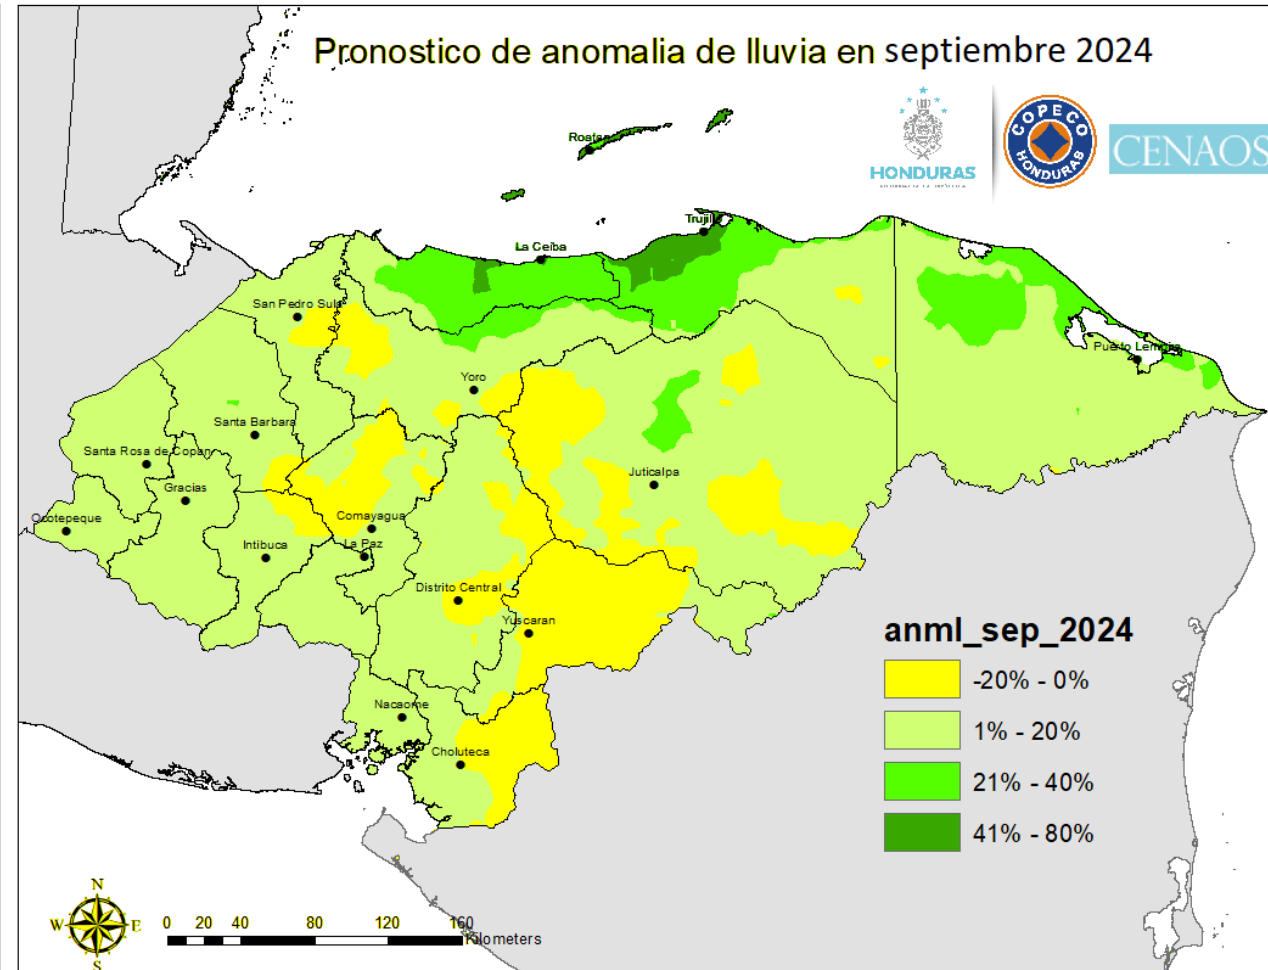 Pronostico de anomalia de lluvia en septiembre 2024
HONDURAS
COPECO
HONDURAS
CENAOS
Roatan
Trujil
La Ceiba
San Pedro Sula
Puerto Lempira
Yoro
Santa Barbara
Santa Rosa de Copan
Juticalpa
Gracias
Ocotepeque
Comayagua
Intibuca
La Paz
Distrito Central
Yuscaran
Nacaome
Choluteca
anml_sep_2024
-20% - 0%
1% - 20%
21% - 40%
41% - 80%
N
W E
S
0 20 40 80 120 160
Kilometers